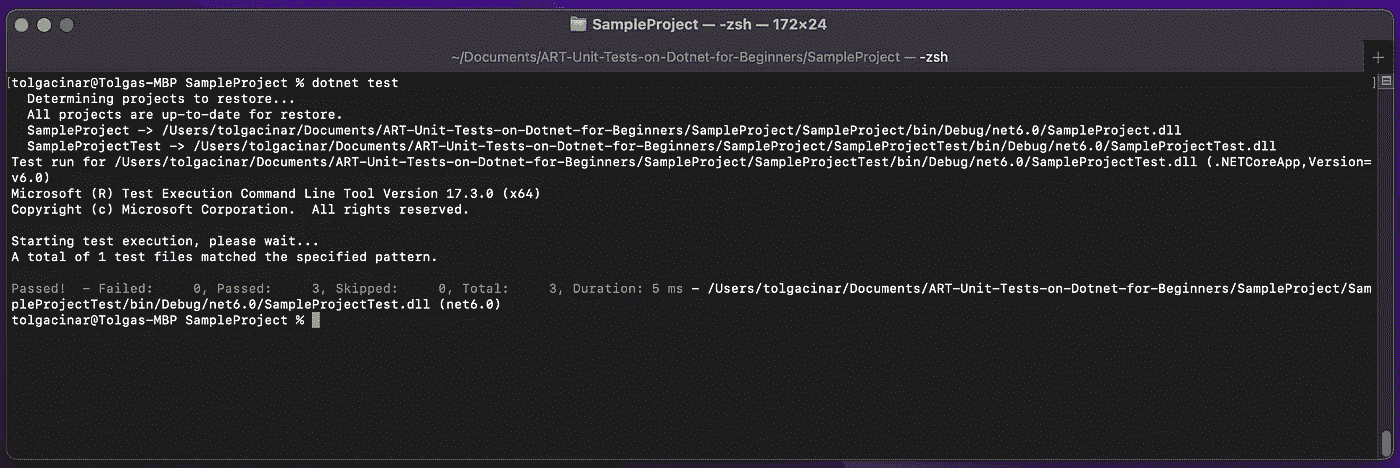 SampleProject — -zsh — 172×24
~/Documents/ART-Unit-Tests-on-Dotnet-for-Beginners/SampleProject — -zsh
+
[tolgacinar@Tolgas-MBP SampleProject % dotnet test ]
  Determining projects to restore...
  All projects are up-to-date for restore.
  SampleProject -> /Users/tolgacinar/Documents/ART-Unit-Tests-on-Dotnet-for-Beginners/SampleProject/SampleProject/bin/Debug/net6.0/SampleProject.dll
  SampleProjectTest -> /Users/tolgacinar/Documents/ART-Unit-Tests-on-Dotnet-for-Beginners/SampleProject/SampleProjectTest/bin/Debug/net6.0/SampleProjectTest.dll
Test run for /Users/tolgacinar/Documents/ART-Unit-Tests-on-Dotnet-for-Beginners/SampleProject/SampleProjectTest/bin/Debug/net6.0/SampleProjectTest.dll (.NETCoreApp,Version=
v6.0)
Microsoft (R) Test Execution Command Line Tool Version 17.3.0 (x64)
Copyright (c) Microsoft Corporation.  All rights reserved.

Starting test execution, please wait...
A total of 1 test files matched the specified pattern.

Passed!  - Failed:     0, Passed:     3, Skipped:     0, Total:     3, Duration: 5 ms - /Users/tolgacinar/Documents/ART-Unit-Tests-on-Dotnet-for-Beginners/SampleProject/Sam
pleProjectTest/bin/Debug/net6.0/SampleProjectTest.dll (net6.0)
tolgacinar@Tolgas-MBP SampleProject %